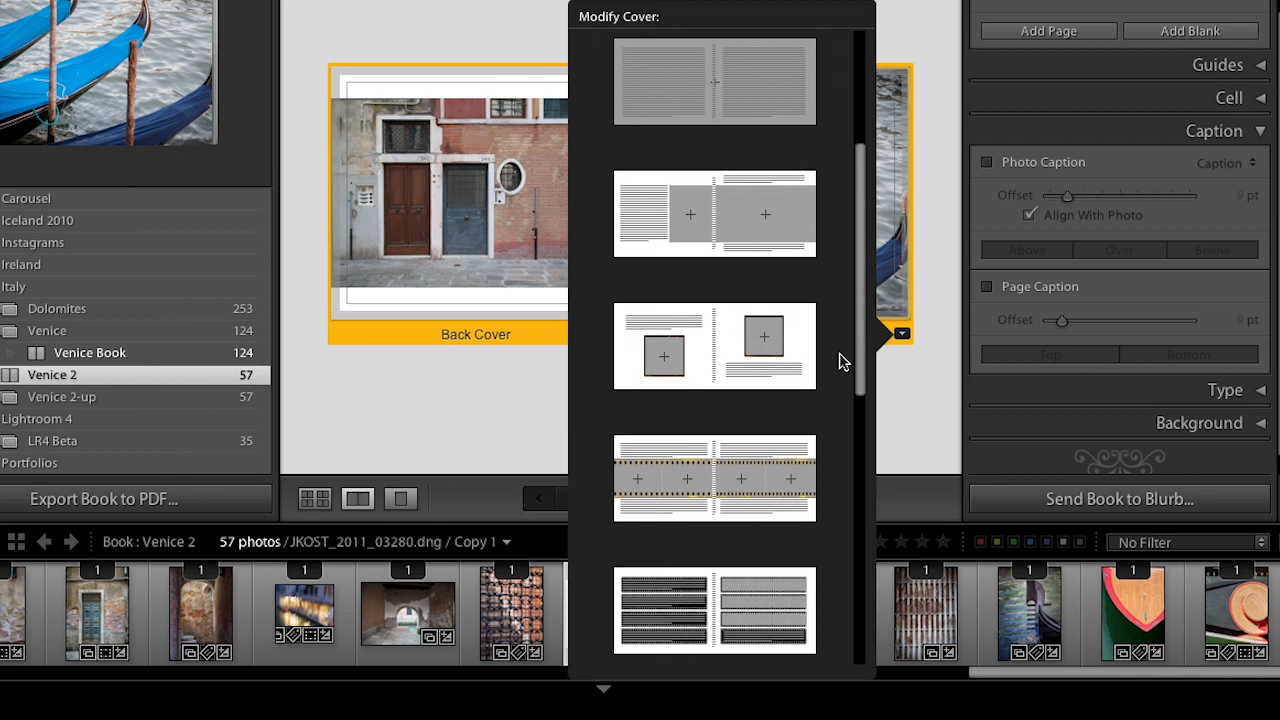 Modify Cover:
Add Page
Add Blank
Guides
Cell
Caption
Photo Caption
Caption
Offset
9 pt
Align With Photo
Above
Over
Below
Page Caption
Offset
9 pt
Top
Bottom
Type
Background
Send Book to Blurb...
Back Cover
Carousel
Iceland 2010
Instagrams
Ireland
Italy
Dolomites 253
Venice 124
Venice Book 124
Venice 2 57
Venice 2-up 57
Lightroom 4
LR4 Beta 35
Portfolios
Export Book to PDF...
Book : Venice 2 57 photos / JKOST_2011_03280.dng / Copy 1
No Filter
1
1
1
1
1
1
1
1
1